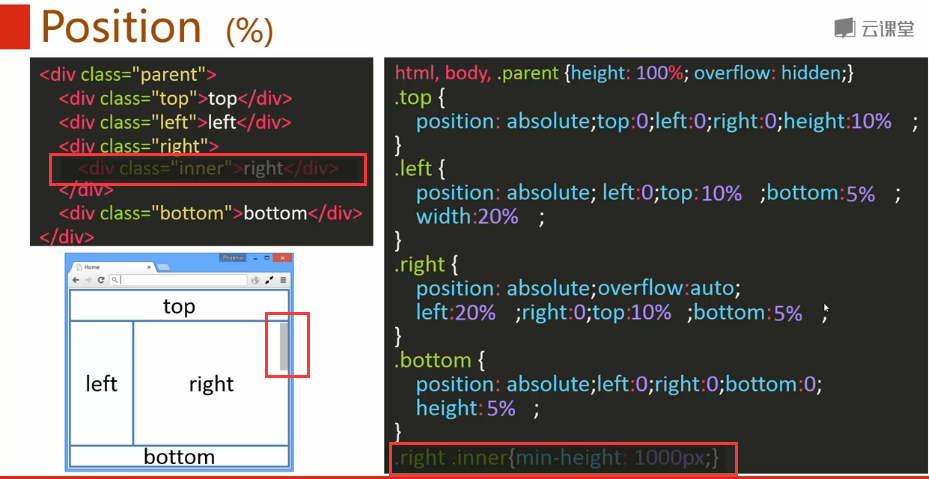 Position (%)
云课堂
<div class="parent">
<div class="top">top</div>
<div class="left">left</div>
<div class="right">
<div class="inner">right</div>
</div>
<div class="bottom">bottom</div>
</div>
Home
top
left
right
bottom
html, body, .parent {height: 100%; overflow: hidden;}
.top {
position: absolute;top:0;left:0;right:0;height:10% ;
}
.left {
position: absolute; left:0;top:10% ;bottom:5% ;
width:20% ;
}
.right {
position: absolute;overflow:auto;
left:20% ;right:0;top:10% ;bottom:5% ;
}
.bottom {
position: absolute;left:0;right:0;bottom:0;
height:5% ;
}
.right .inner{min-height: 1000px;}